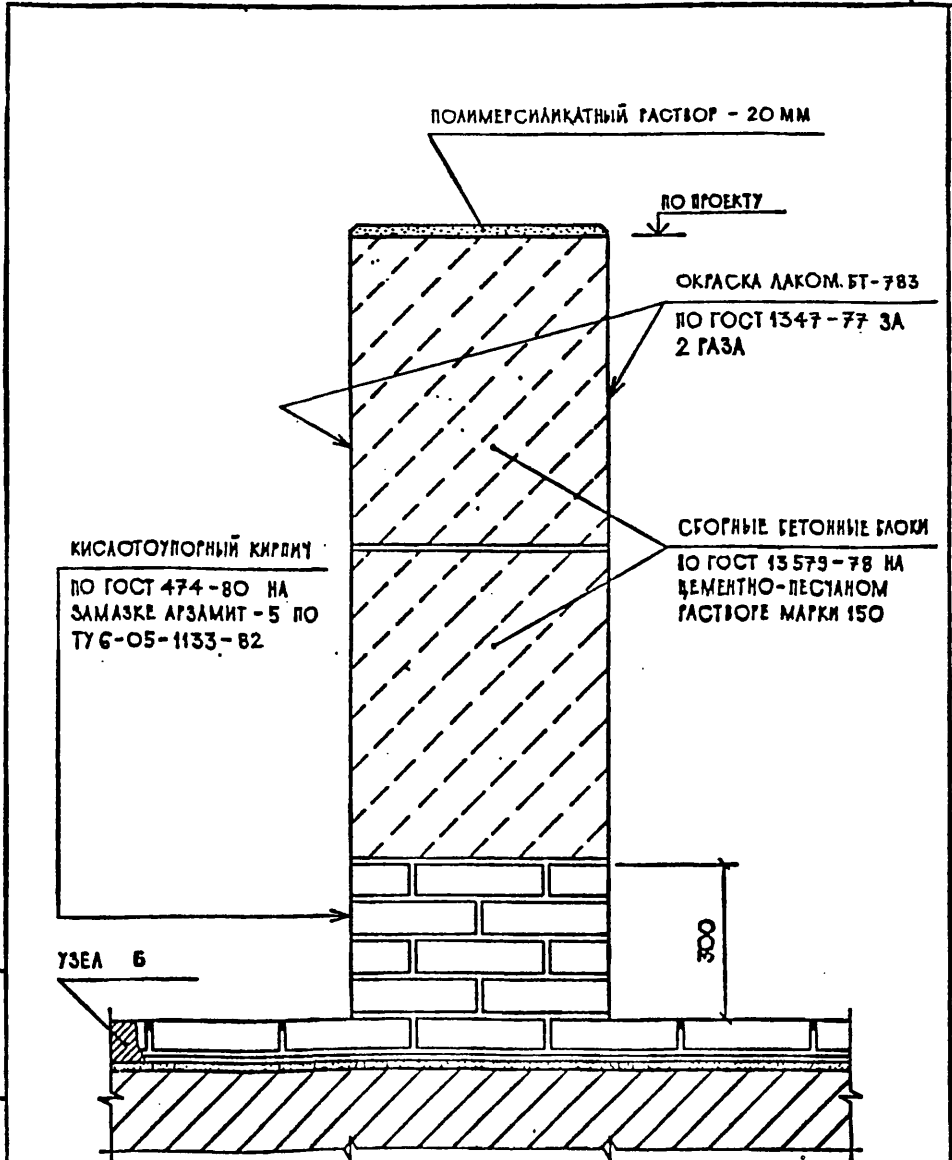 ПОЛИМЕРСИЛИКАТНЫЙ РАСТВОР - 20 ММ
ПО ПРОЕКТУ
ОКРАСКА ЛАКОМ. БТ-783
ПО ГОСТ 1347-77 ЗА
2 РАЗА
СБОРНЫЕ БЕТОННЫЕ БЛОКИ
ПО ГОСТ 13579-78 НА
ЦЕМЕНТНО-ПЕСЧАНОМ
РАСТВОРЕ МАРКИ 150
КИСЛОТОУПОРНЫЙ КИРПИЧ
ПО ГОСТ 474-80 НА
ЗАМАЗКЕ АРЗАМИТ-5 ПО
ТУ 6-05-1133-82
300
УЗЕЛ Б